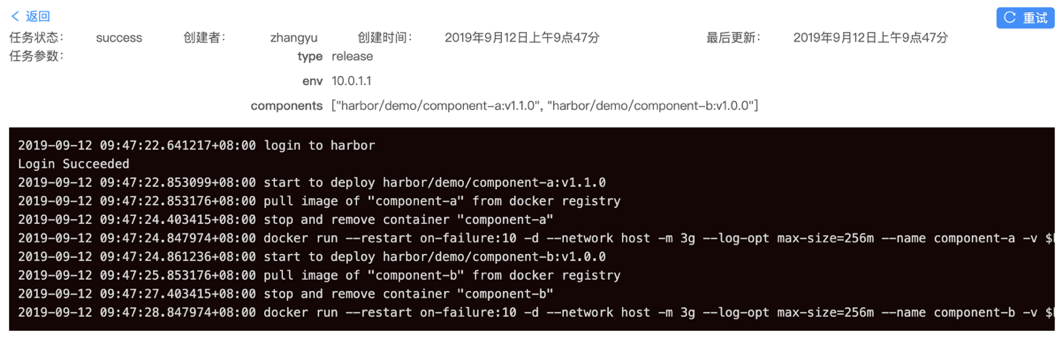 返回
重试
任务状态： success 创建者： zhangyu 创建时间： 2019年9月12日上午9点47分 最后更新： 2019年9月12日上午9点47分
任务参数： type release
env 10.0.1.1
components ["harbor/demo/component-a:v1.1.0", "harbor/demo/component-b:v1.0.0"]
2019-09-12 09:47:22.641217+08:00 login to harbor
Login Succeeded
2019-09-12 09:47:22.853099+08:00 start to deploy harbor/demo/component-a:v1.1.0
2019-09-12 09:47:22.853176+08:00 pull image of "component-a" from docker registry
2019-09-12 09:47:24.403415+08:00 stop and remove container "component-a"
2019-09-12 09:47:24.847974+08:00 docker run --restart on-failure:10 -d --network host -m 3g --log-opt max-size=256m --name component-a -v
2019-09-12 09:47:24.861236+08:00 start to deploy harbor/demo/component-b:v1.0.0
2019-09-12 09:47:25.853176+08:00 pull image of "component-b" from docker registry
2019-09-12 09:47:27.403415+08:00 stop and remove container "component-b"
2019-09-12 09:47:28.847974+08:00 docker run --restart on-failure:10 -d --network host -m 3g --log-opt max-size=256m --name component-b -v